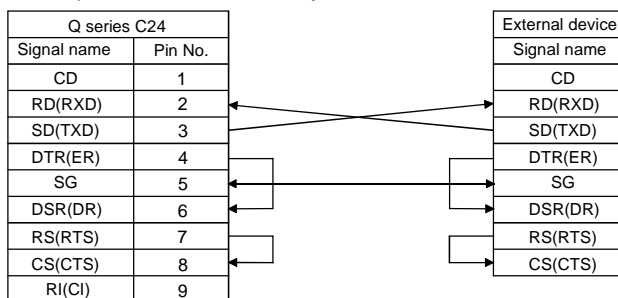 Q series C24 External device
Signal name Pin No. Signal name
CD 1 CD
RD(RXD) 2 RD(RXD)
SD(TXD) 3 SD(TXD)
DTR(ER) 4 DTR(ER)
SG 5 SG
DSR(DR) 6 DSR(DR)
RS(RTS) 7 RS(RTS)
CS(CTS) 8 CS(CTS)
RI(CI) 9